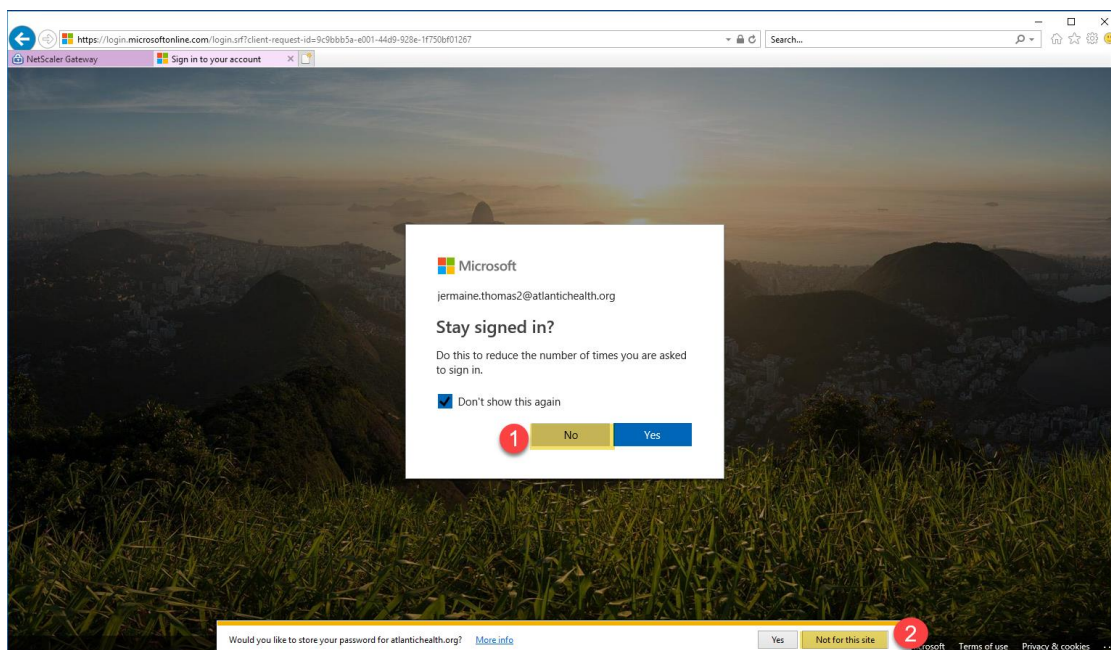 https://login.microsoftonline.com/login.srf?client-request-id=9c9bbb5a-e001-44d9-928e-1f750bf01267
Search...
NetScaler Gateway
Sign in to your account
Microsoft
jermaine.thomas2@atlantichealth.org
Stay signed in?
Do this to reduce the number of times you are asked
to sign in.
Don't show this again
1 No Yes
Would you like to store your password for atlantichealth.org? More info Yes Not for this site 2
Terms of use Privacy & cookies